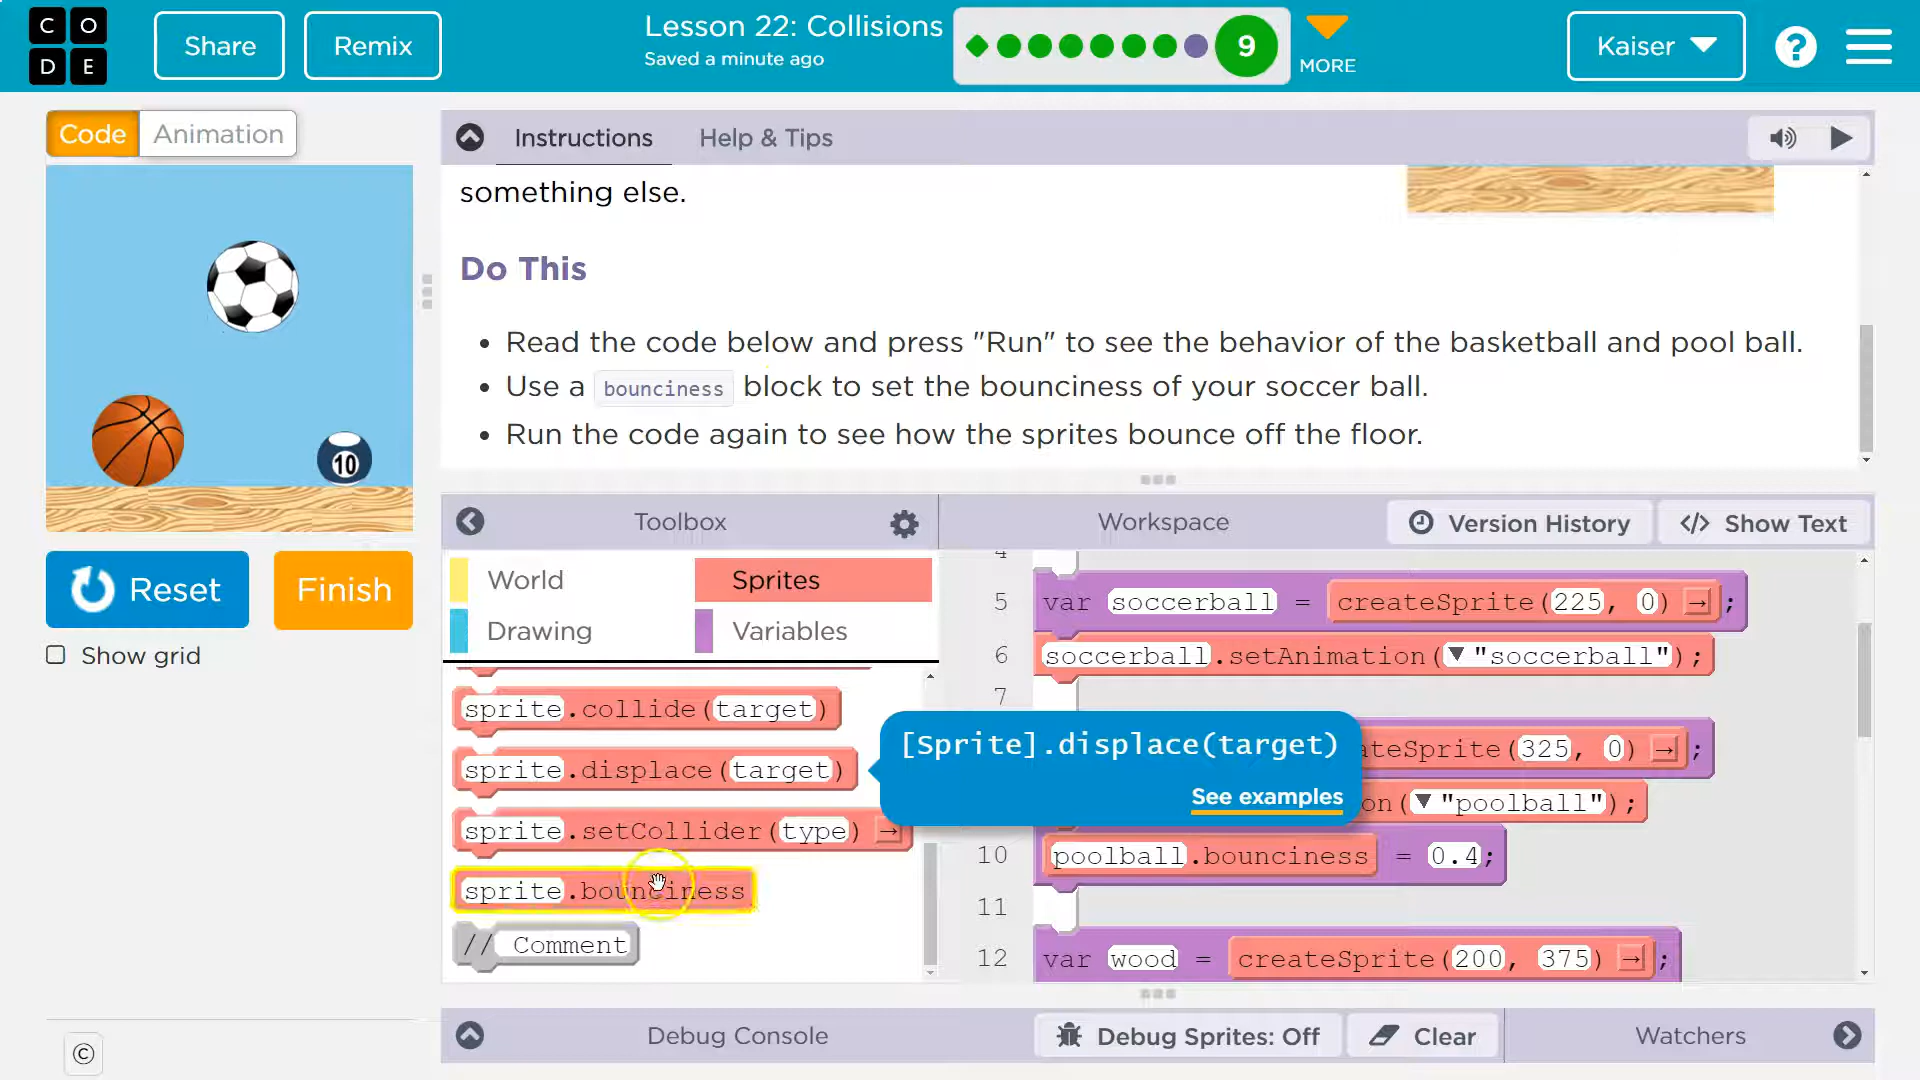 C O
D E
Share
Remix
Lesson 22: Collisions
Saved a minute ago
9
MORE
Kaiser
?
Code
Animation
Instructions
Help & Tips
something else.
Do This
Read the code below and press "Run" to see the behavior of the basketball and pool ball.
Use a bounciness block to set the bounciness of your soccer ball.
Run the code again to see how the sprites bounce off the floor.
10
Reset
Finish
Show grid
Toolbox
Workspace
Version History
</> Show Text
World
Sprites
Drawing
Variables
sprite.collide(target)
sprite.displace(target)
sprite.setCollider(type)
sprite.bounciness
// Comment
[Sprite].displace(target)
See examples
4
5 var soccerball = createSprite(225, 0) → ;
6 soccerball.setAnimation(▼"soccerball");
7
ateSprite(325, 0) → ;
on(▼"poolball");
10 poolball.bounciness = 0.4;
11
12 var wood = createSprite(200, 375) → ;
©
Debug Console
Debug Sprites: Off
Clear
Watchers